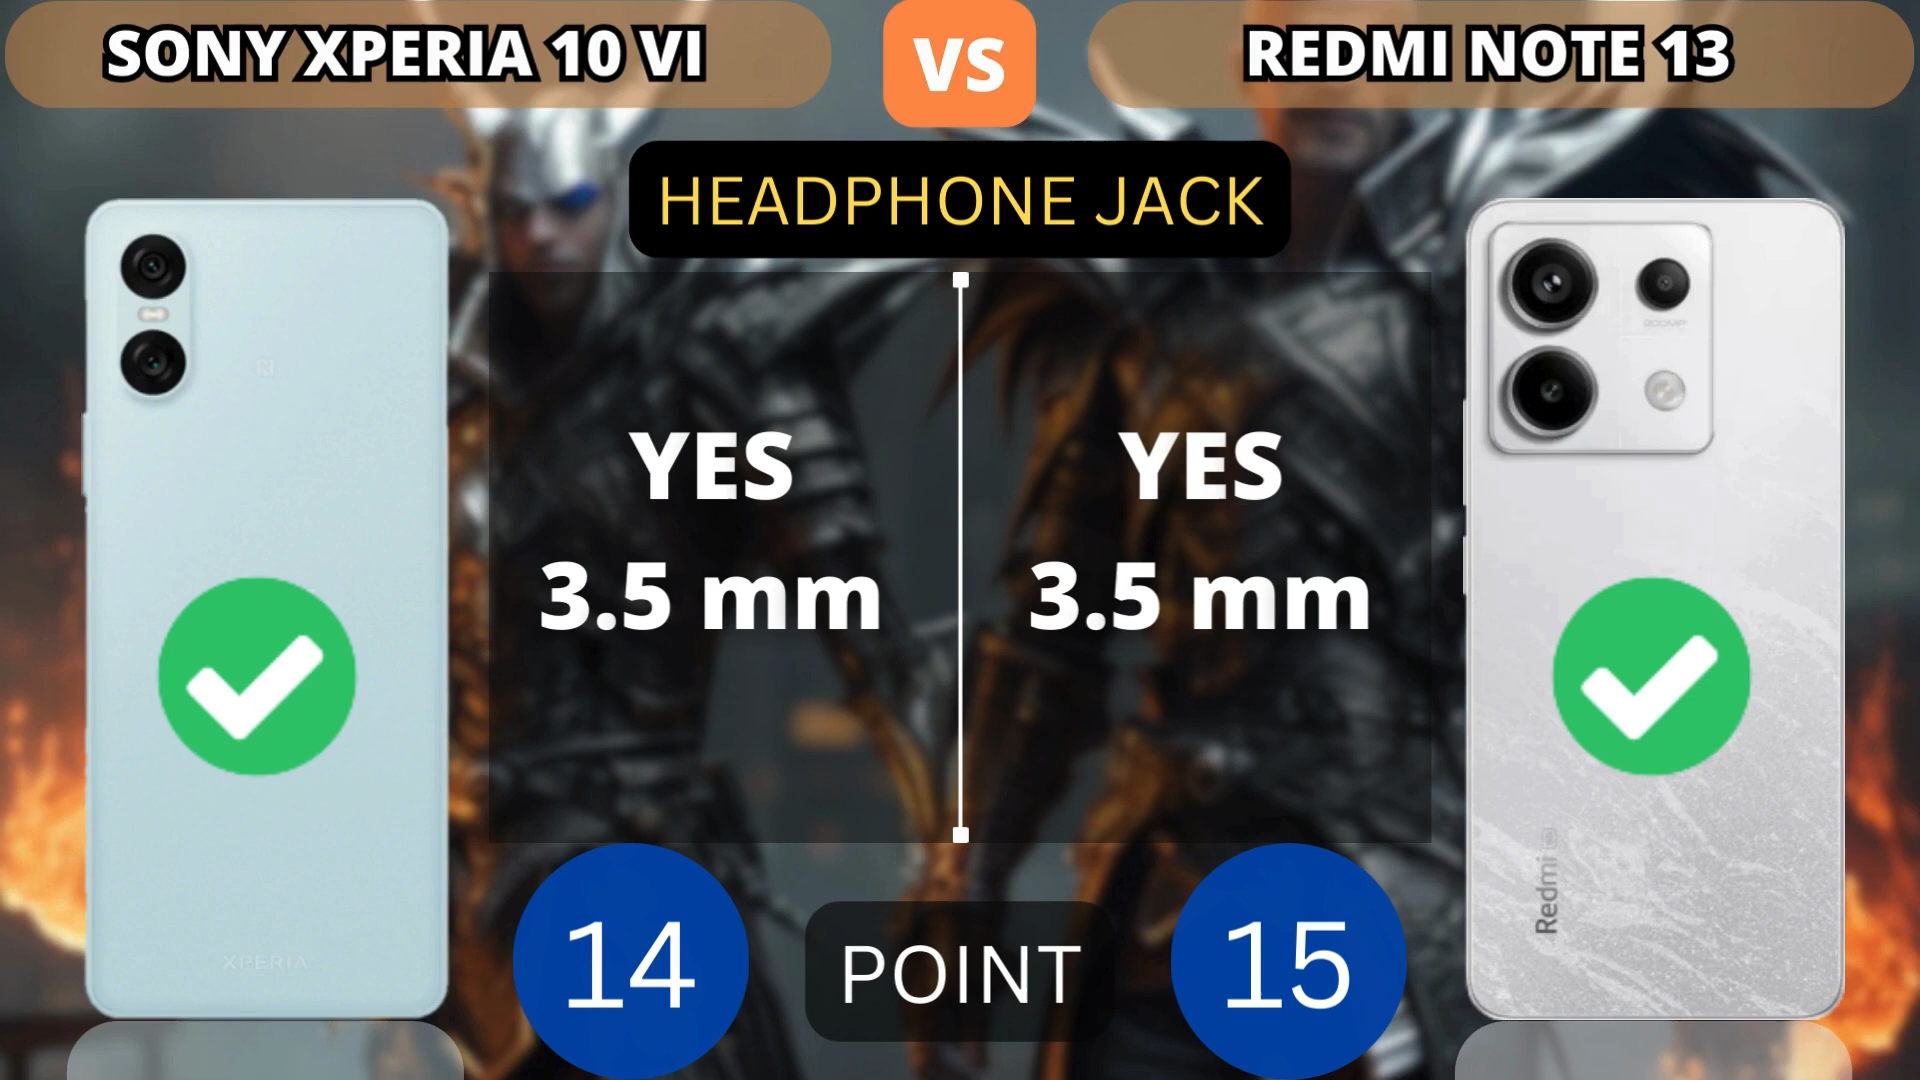 SONY XPERIA 10 VI
VS
REDMI NOTE 13
HEADPHONE JACK
YES
3.5 mm
YES
3.5 mm
14
POINT
15
XPERIA
Redmi